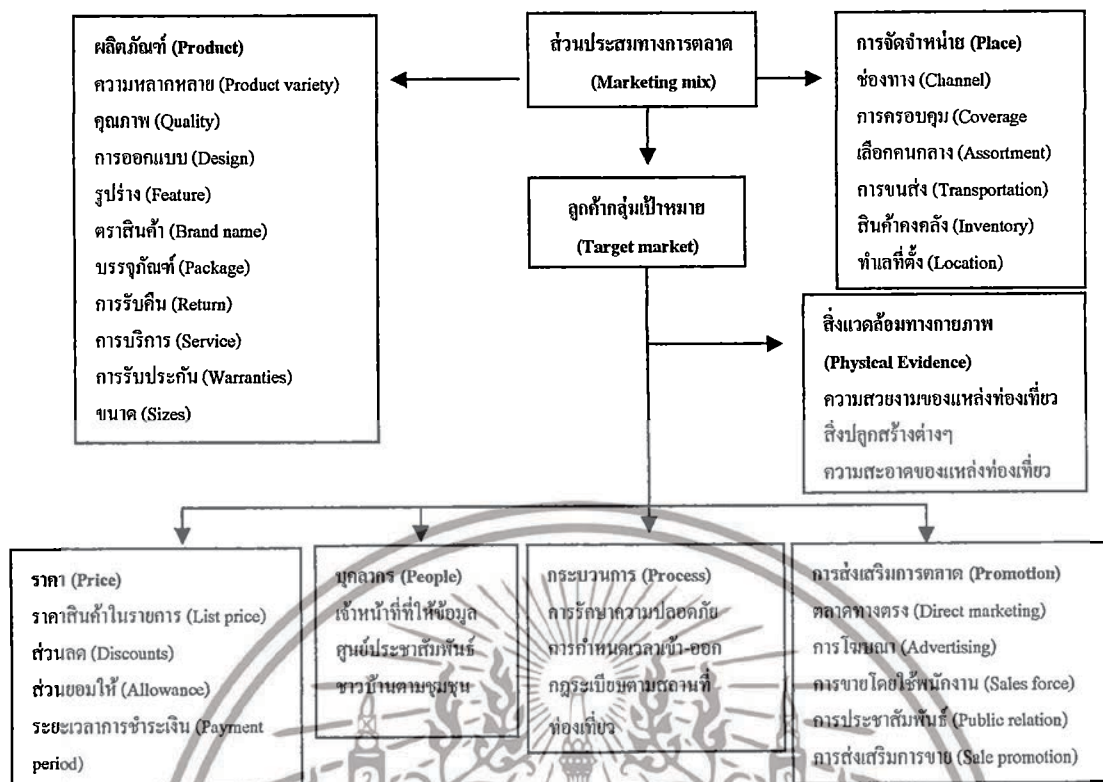 ผลิตภัณฑ์ (Product)
ความหลากหลาย (Product variety)
คุณภาพ (Quality)
การออกแบบ (Design)
รูปร่าง (Feature)
ตราสินค้า (Brand name)
บรรจุภัณฑ์ (Package)
การรับคืน (Return)
การบริการ (Service)
การรับประกัน (Warranties)
ขนาด (Sizes)
ส่วนประสมทางการตลาด
(Marketing mix)
ลูกค้ากลุ่มเป้าหมาย
(Target market)
การจัดจำหน่าย (Place)
ช่องทาง (Channel)
การครอบคุม (Coverage
เลือกคนกลาง (Assortment)
การขนส่ง (Transportation)
สินค้าคงคลัง (Inventory)
ทำเลที่ตั้ง (Location)
สิ่งแวดล้อมทางกายภาพ
(Physical Evidence)
ความสวยงามของแหล่งท่องเที่ยว
สิ่งปลูกสร้างต่างๆ
ความสะอาดของแหล่งท่องเที่ยว
ราคา (Price)
ราคาสินค้าในรายการ (List price)
ส่วนลด (Discounts)
ส่วนยอมให้ (Allowance)
ระยะเวลาการชำระเงิน (Payment
period)
บุคลากร (People)
เจ้าหน้าที่ที่ให้ข้อมูล
ศูนย์ประชาสัมพันธ์
ชาวบ้านตามชุมชน
กระบวนการ (Process)
การรักษาความปลอดภัย
การกำหนดเวลาเข้า-ออก
กฎระเบียบตามสถานที่
ท่องเที่ยว
การส่งเสริมการตลาด (Promotion)
ตลาดทางตรง (Direct marketing)
การโฆษณา (Advertising)
การขายโดยใช้พนักงาน (Sales force)
การประชาสัมพันธ์ (Public relation)
การส่งเสริมการขาย (Sale promotion)